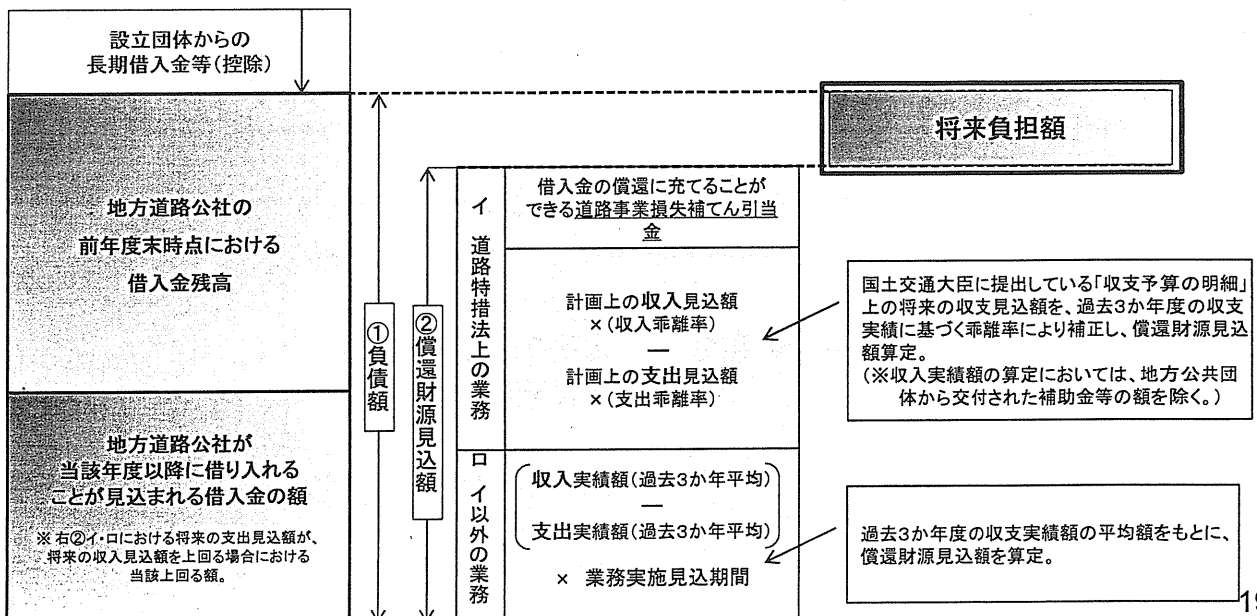 設立団体からの
長期借入金等(控除)
地方道路公社の
前年度末時点における
借入金残高
地方道路公社が
当該年度以降に借り入れる
ことが見込まれる借入金の額
※ 右②イ・ロにおける将来の支出見込額が、
将来の収入見込額を上回る場合における
当該上回る額。
①負債額
②償還財源見込額
イ 道路特措法上の業務
借入金の償還に充てることが
できる道路事業損失補てん引当
金
計画上の収入見込額
×(収入乖離率)
―
計画上の支出見込額
×(支出乖離率)
ロ イ以外の業務
収入実績額(過去3か年平均)
―
支出実績額(過去3か年平均)
× 業務実施見込期間
将来負担額
国土交通大臣に提出している「収支予算の明細」
上の将来の収支見込額を、過去3か年度の収支
実績に基づく乖離率により補正し、償還財源見込
額算定。
(※収入実績額の算定においては、地方公共団
体から交付された補助金等の額を除く。)
過去3か年度の収支実績額の平均額をもとに、
償還財源見込額を算定。